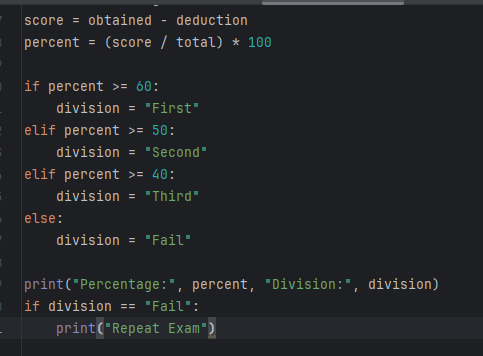 score = obtained - deduction
percent = (score / total) * 100
if percent >= 60:
    division = "First"
elif percent >= 50:
    division = "Second"
elif percent >= 40:
    division = "Third"
else:
    division = "Fail"
print("Percentage:", percent, "Division:", division)
if division == "Fail":
    print("Repeat Exam")